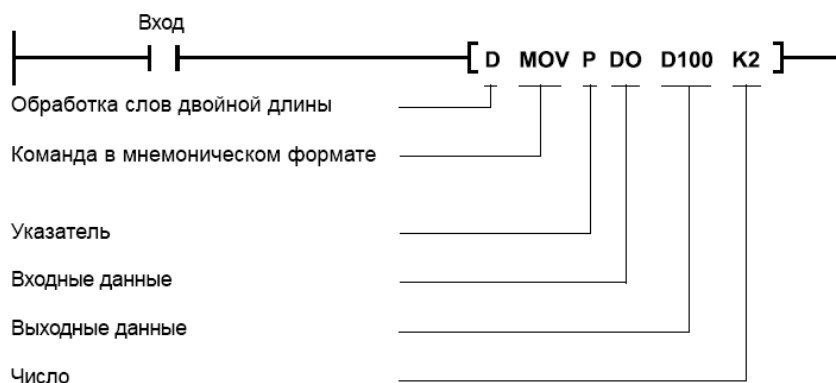 Вход
[ D MOV P DO D100 K2 ]
Обработка слов двойной длины
Команда в мнемоническом формате
Указатель
Входные данные
Выходные данные
Число